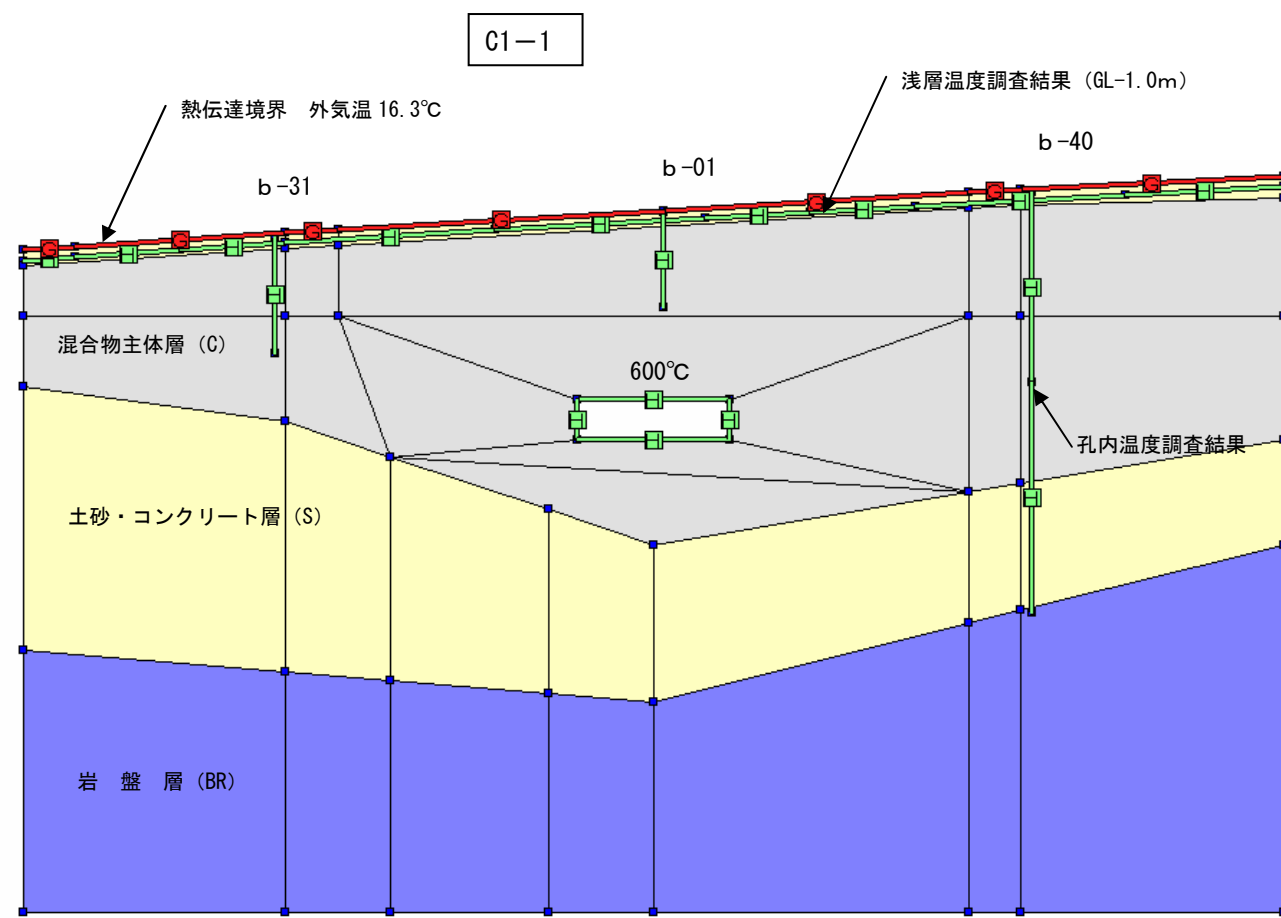 C1－1
浅層温度調査結果（GL-1.0ｍ）
熱伝達境界　外気温 16.3℃
ｂ-40
ｂ-01
ｂ-31
G G G G G G G
H H H H H H H H H H
H H H
混合物主体層（C）
600℃
H
H H
H
孔内温度調査結果
H
土砂・コンクリート層（S）
岩　盤　層（BR）